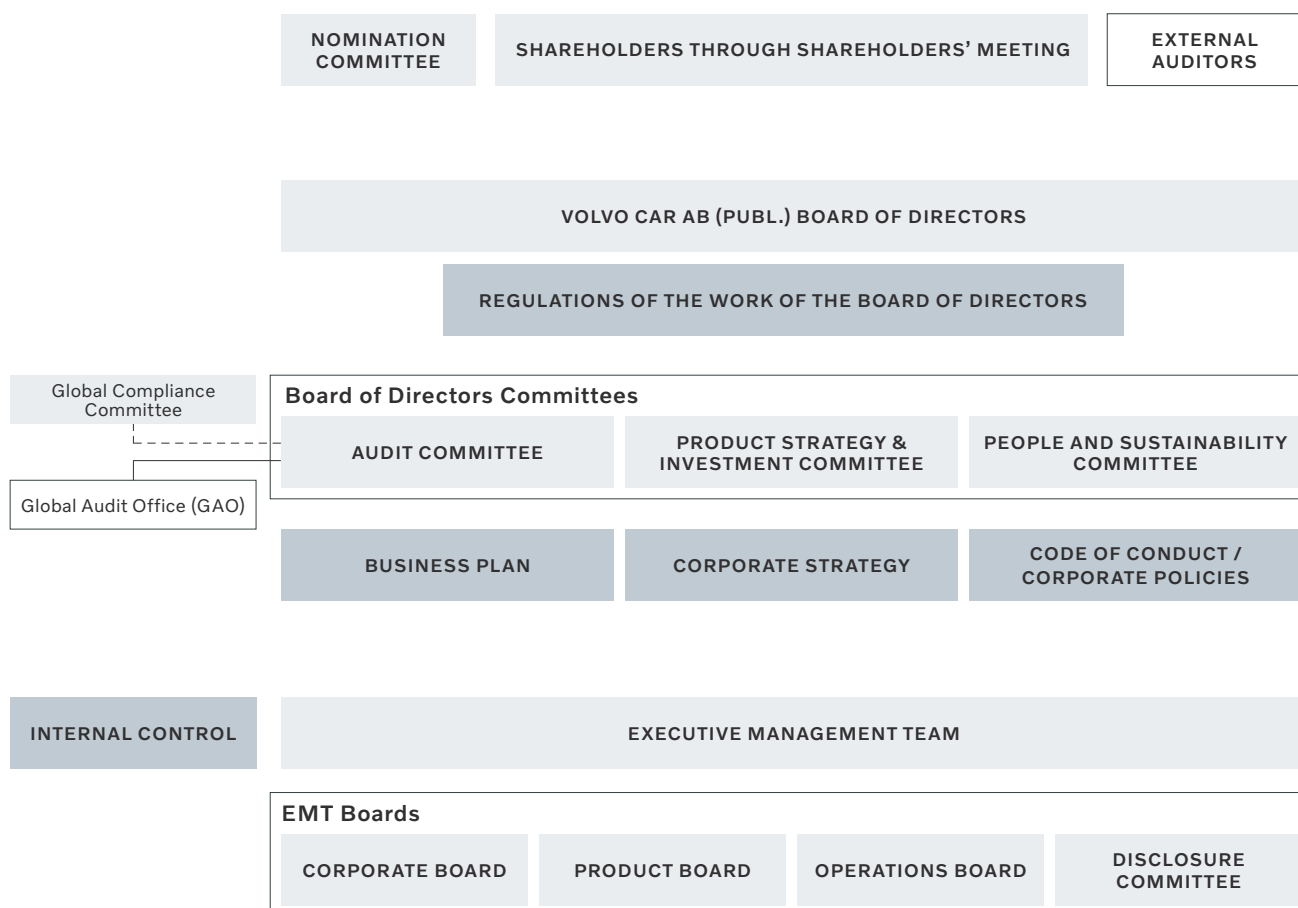 NOMINATION
COMMITTEE
SHAREHOLDERS THROUGH SHAREHOLDERS’ MEETING
EXTERNAL
AUDITORS
VOLVO CAR AB (PUBL.) BOARD OF DIRECTORS
REGULATIONS OF THE WORK OF THE BOARD OF DIRECTORS
Global Compliance
Committee
Board of Directors Committees
AUDIT COMMITTEE
PRODUCT STRATEGY &
INVESTMENT COMMITTEE
PEOPLE AND SUSTAINABILITY
COMMITTEE
Global Audit Office (GAO)
BUSINESS PLAN
CORPORATE STRATEGY
CODE OF CONDUCT /
CORPORATE POLICIES
INTERNAL CONTROL
EXECUTIVE MANAGEMENT TEAM
EMT Boards
CORPORATE BOARD
PRODUCT BOARD
OPERATIONS BOARD
DISCLOSURE
COMMITTEE